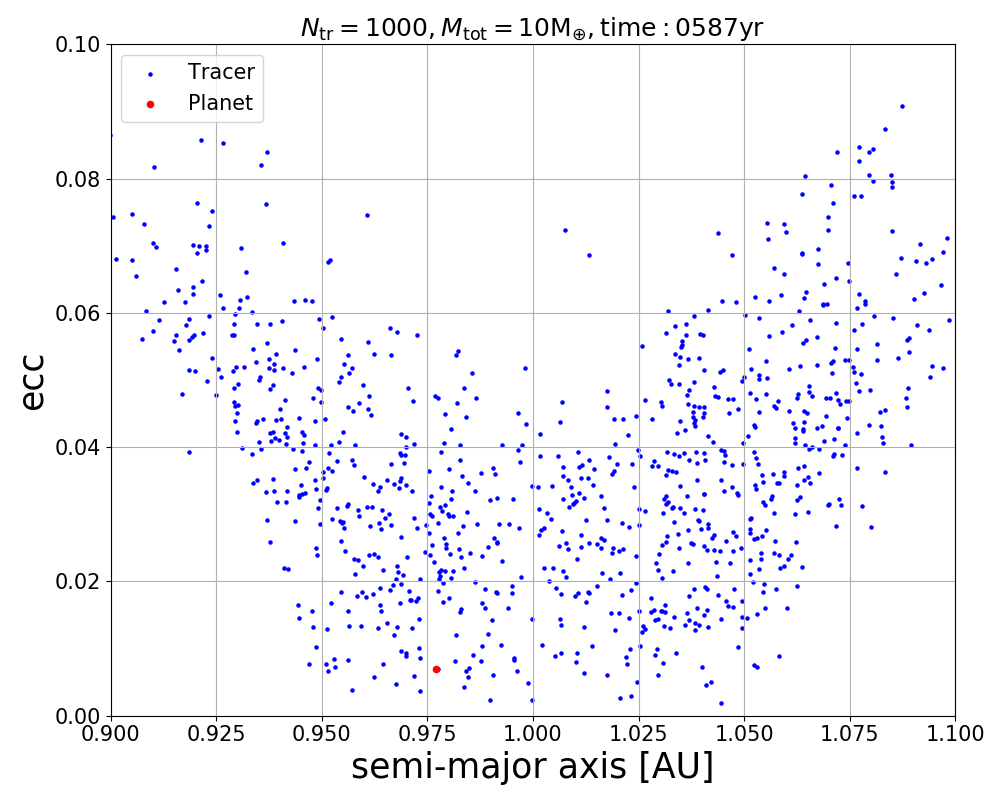 N_tr = 1000, M_tot = 10M_⊕, time : 0587yr
Tracer
Planet
ecc
0.10
0.08
0.06
0.04
0.02
0.00
0.900 0.925 0.950 0.975 1.000 1.025 1.050 1.075 1.100
semi-major axis [AU]